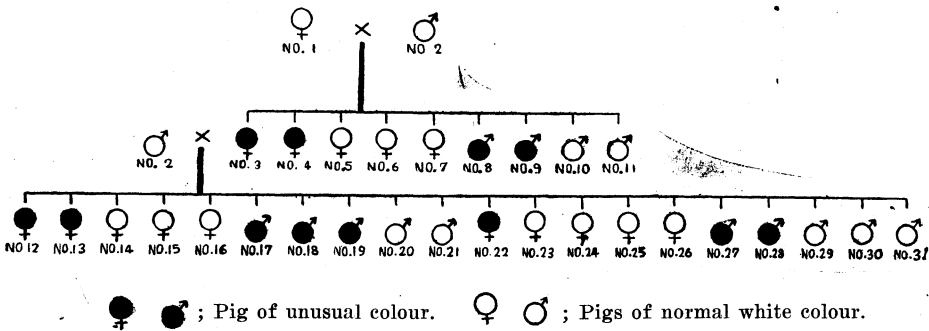 NO. 1 NO 2
NO. 2 NO. 3 NO. 4 NO. 5 NO. 6 NO. 7 NO. 8 NO. 9 NO. 10 NO. 11
NO 12 NO. 13 NO. 14 NO. 15 NO. 16 NO. 17 NO. 18 NO. 19 NO. 20 NO. 21 NO. 22 NO. 23 NO. 24 NO. 25 NO. 26 NO. 27 NO. 28 NO. 29 NO. 30 NO. 31
; Pig of unusual colour. ; Pigs of normal white colour.